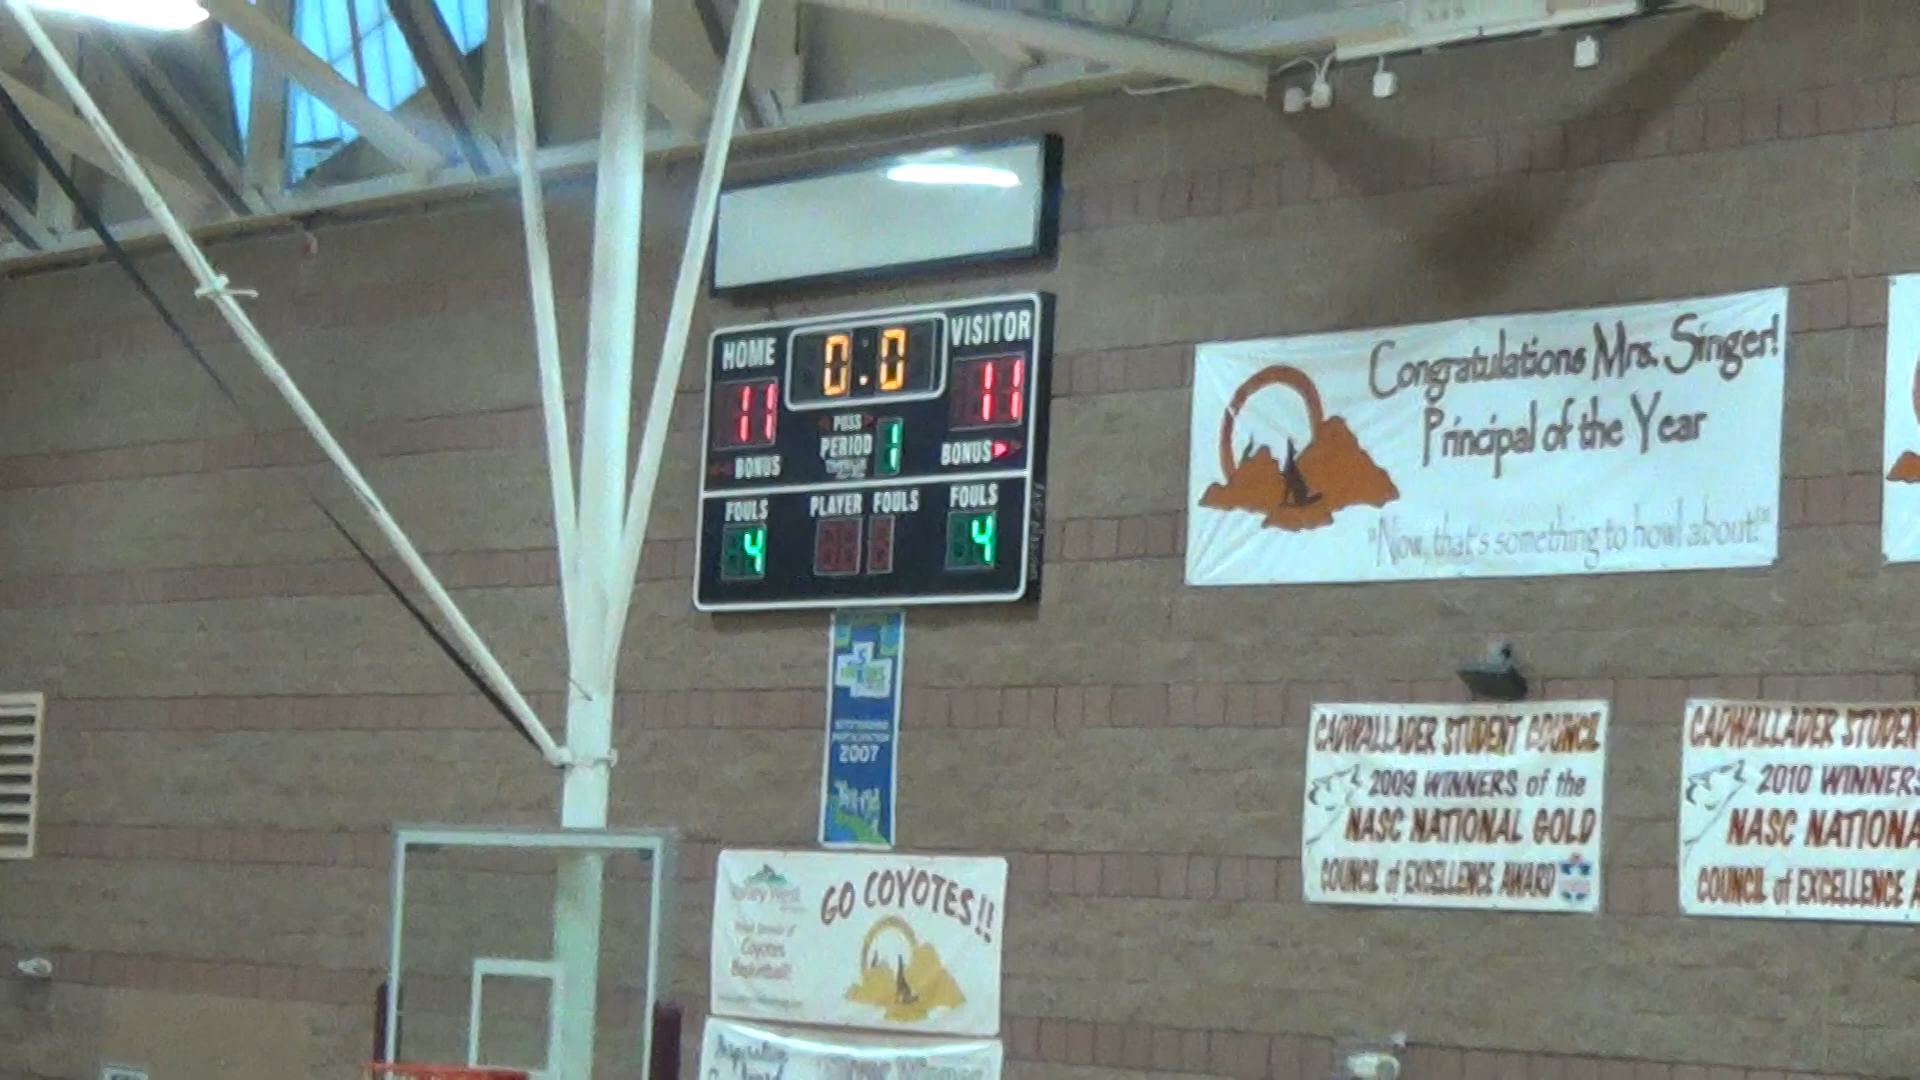 HOME
0.0
VISITOR
11
11
POSS
PERIOD
1
BONUS
BONUS
FOULS
PLAYER FOULS
FOULS
4
4
Congratulations Mrs. Singer!
Principal of the Year
"Now, that's something to howl about!"
2007
CADWALLADER STUDENT COUNCIL
2009 WINNERS of the
NASC NATIONAL GOLD
COUNCIL of EXCELLENCE AWARD
CADWALLADER STUDEN
2010 WINNERS
NASC NATIONA
COUNCIL of EXCELLENCE A
GO COYOTES!!
Coyotes
Basketball!